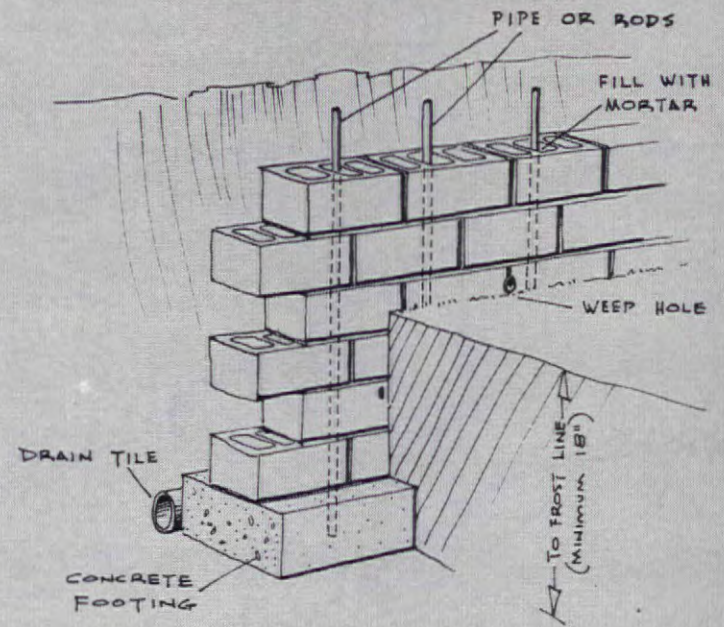 PIPE OR RODS
FILL WITH
MORTAR
WEEP HOLE
DRAIN TILE
TO FROST LINE
(MINIMUM 18")
CONCRETE
FOOTING